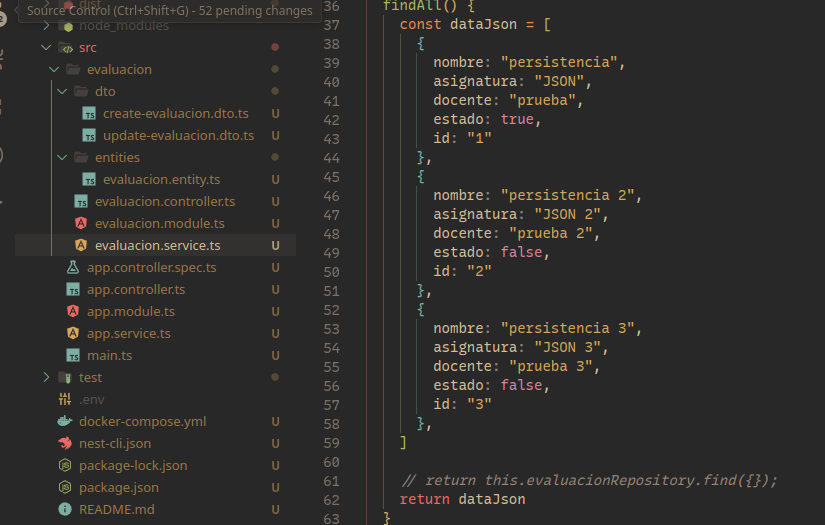 dist
Source Control (Ctrl+Shift+G) - 52 pending changes
node_modules
src
evaluacion
dto
create-evaluacion.dto.ts U
update-evaluacion.dto.ts U
entities
evaluacion.entity.ts U
evaluacion.controller.ts U
evaluacion.module.ts U
evaluacion.service.ts U
app.controller.spec.ts U
app.controller.ts U
app.module.ts U
app.service.ts U
main.ts U
test
.env
docker-compose.yml U
nest-cli.json U
package-lock.json U
package.json U
README.md U
36 findAll() {
37 const dataJson = [
38 {
39 nombre: "persistencia",
40 asignatura: "JSON",
41 docente: "prueba",
42 estado: true,
43 id: "1"
44 },
45 {
46 nombre: "persistencia 2",
47 asignatura: "JSON 2",
48 docente: "prueba 2",
49 estado: false,
50 id: "2"
51 },
52 {
53 nombre: "persistencia 3",
54 asignatura: "JSON 3",
55 docente: "prueba 3",
56 estado: false,
57 id: "3"
58 },
59 ]
60
61 // return this.evaluacionRepository.find({});
62 return dataJson
63 }